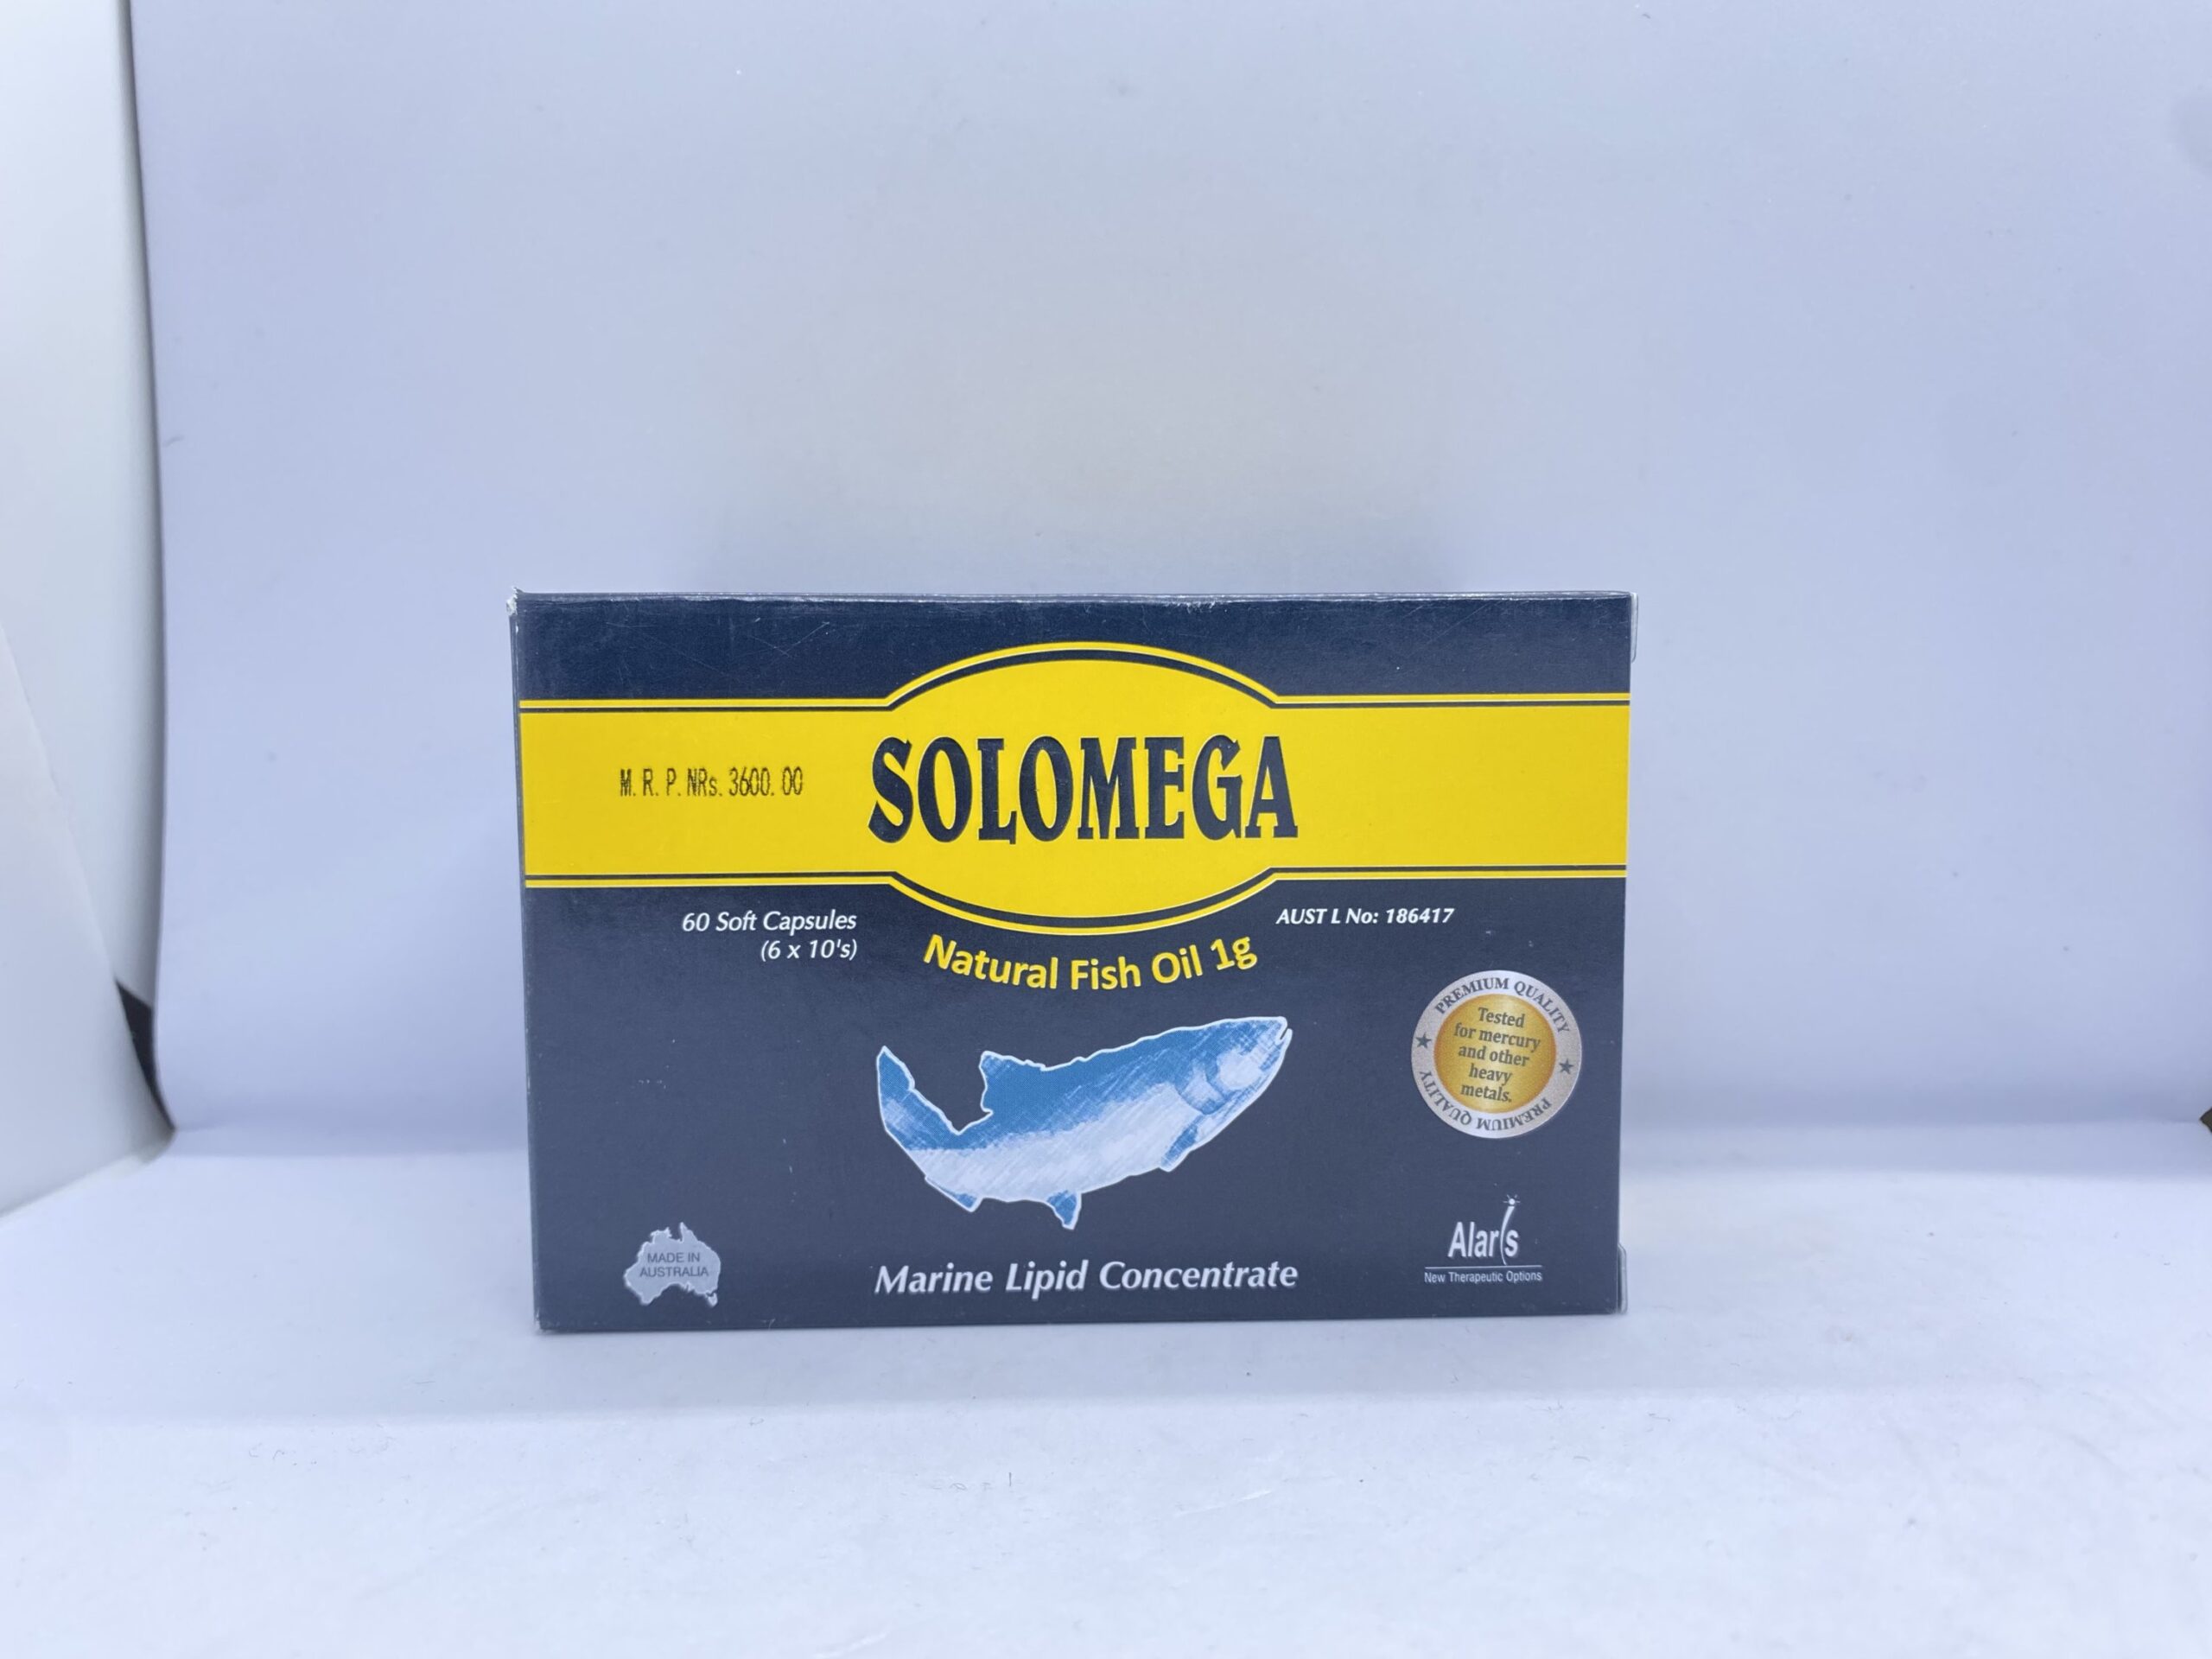 M. R. P. NRs. 3600. 00
SOLOMEGA
60 Soft Capsules
(6 x 10's)
AUST L No: 186417
Natural Fish Oil 1g
PREMIUM QUALITY
Tested
for mercury
and other
heavy
metals.
PREMIUM QUALITY
MADE IN
AUSTRALIA
Marine Lipid Concentrate
Alaris
New Therapeutic Options